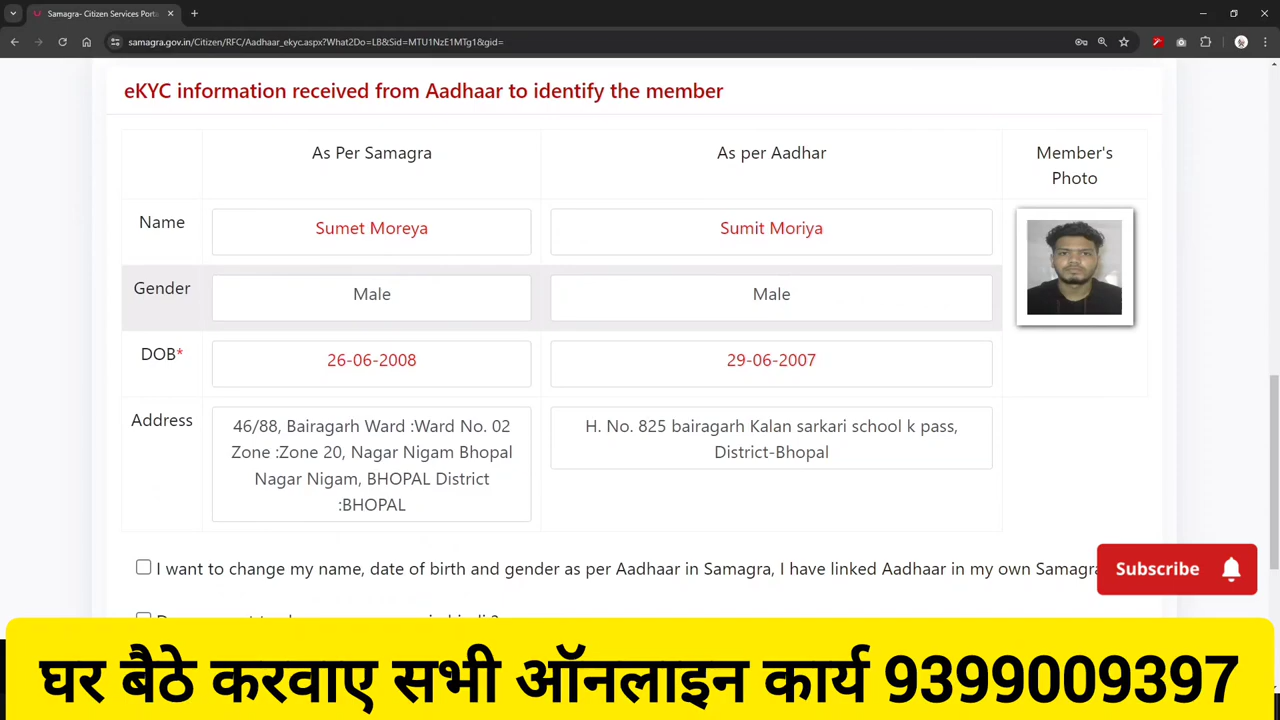 Samagra- Citizen Services Porta
samagra.gov.in/Citizen/RFC/Aadhaar_ekyc.aspx?What2Do=LB&Sid=MTU1NzE1MTg1&gid=
eKYC information received from Aadhaar to identify the member
As Per Samagra
As per Aadhar
Member's
Photo
Name
Sumet Moreya
Sumit Moriya
Gender
Male
Male
DOB*
26-06-2008
29-06-2007
Address
46/88, Bairagarh Ward :Ward No. 02
Zone :Zone 20, Nagar Nigam Bhopal
Nagar Nigam, BHOPAL District
:BHOPAL
H. No. 825 bairagarh Kalan sarkari school k pass,
District-Bhopal
I want to change my name, date of birth and gender as per Aadhaar in Samagra, I have linked Aadhaar in my own Samagra
Subscribe
घर बैठे करवाए सभी ऑनलाइन कार्य 9399009397